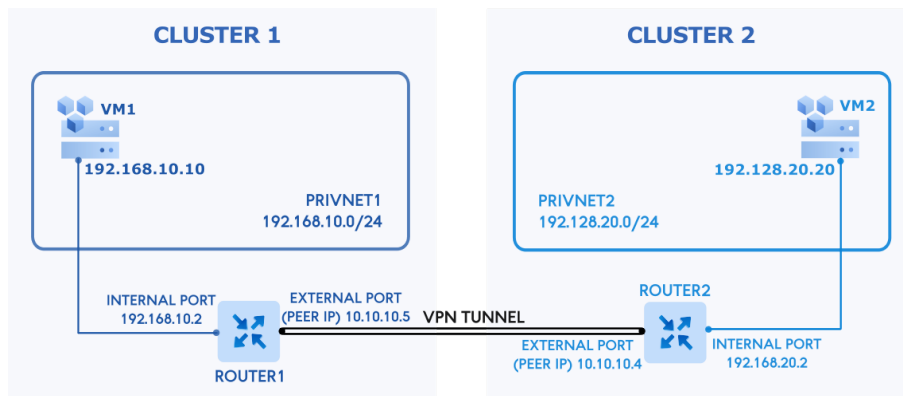 CLUSTER 1
VM1
192.168.10.10
PRIVNET1
192.168.10.0/24
INTERNAL PORT
192.168.10.2
EXTERNAL PORT
(PEER IP) 10.10.10.5
ROUTER1
VPN TUNNEL
CLUSTER 2
VM2
192.128.20.20
PRIVNET2
192.128.20.0/24
ROUTER2
EXTERNAL PORT
(PEER IP) 10.10.10.4
INTERNAL PORT
192.168.20.2